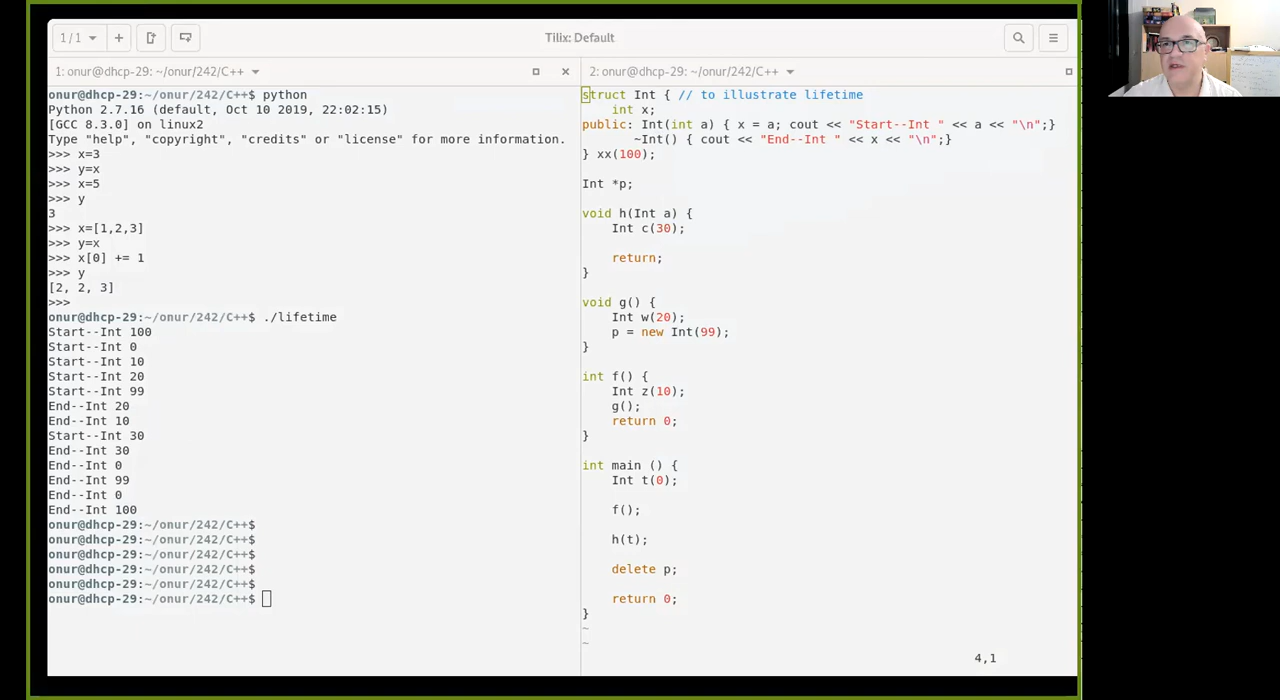 1 / 1
Tilix: Default
1: onur@dhcp-29: ~/onur/242/C++
onur@dhcp-29:~/onur/242/C++$ python
Python 2.7.16 (default, Oct 10 2019, 22:02:15)
[GCC 8.3.0] on linux2
Type "help", "copyright", "credits" or "license" for more information.
>>> x=3
>>> y=x
>>> x=5
>>> y
3
>>> x=[1,2,3]
>>> y=x
>>> x[0] += 1
>>> y
[2, 2, 3]
>>>
onur@dhcp-29:~/onur/242/C++$ ./lifetime
Start--Int 100
Start--Int 0
Start--Int 10
Start--Int 20
Start--Int 99
End--Int 20
End--Int 10
Start--Int 30
End--Int 30
End--Int 0
End--Int 99
End--Int 0
End--Int 100
onur@dhcp-29:~/onur/242/C++$
onur@dhcp-29:~/onur/242/C++$
onur@dhcp-29:~/onur/242/C++$
onur@dhcp-29:~/onur/242/C++$
onur@dhcp-29:~/onur/242/C++$
onur@dhcp-29:~/onur/242/C++$
2: onur@dhcp-29: ~/onur/242/C++
struct Int { // to illustrate lifetime
    int x;
public: Int(int a) { x = a; cout << "Start--Int " << a << "\n";}
       ~Int() { cout << "End--Int " << x << "\n";}
} xx(100);
Int *p;
void h(Int a) {
    Int c(30);
    return;
}
void g() {
    Int w(20);
    p = new Int(99);
}
int f() {
    Int z(10);
    g();
    return 0;
}
int main () {
    Int t(0);
    f();
    h(t);
    delete p;
    return 0;
}
~
~
4,1